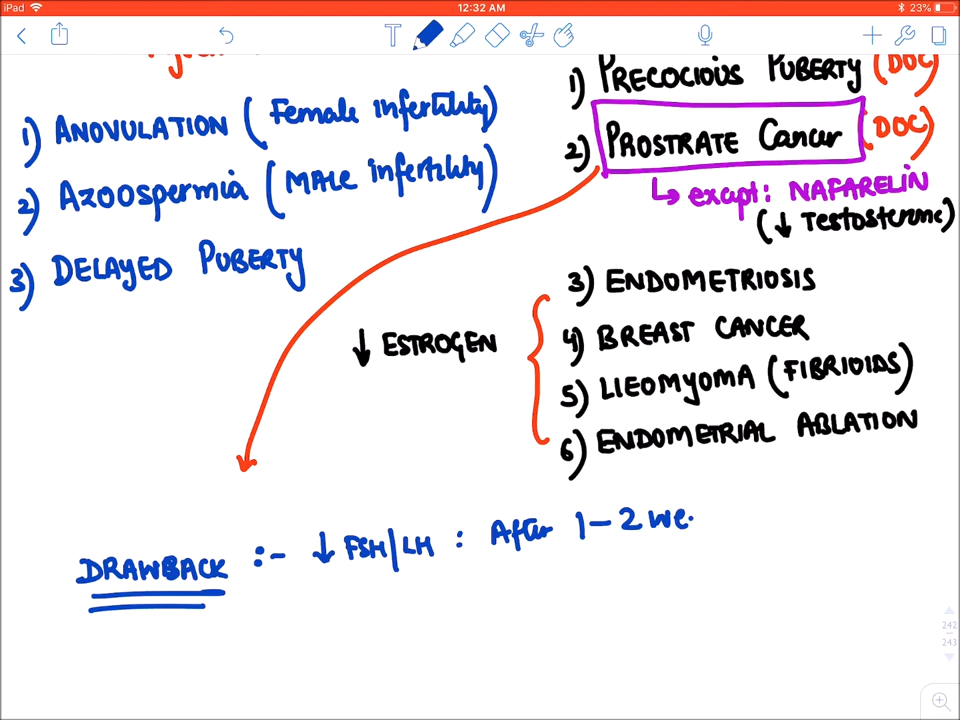 iPad
12:32 AM
23%
T
1) ANOVULATION (Female infertility)
2) Azoospermia (MALE infertility)
3) DELAYED PUBERTY
1) PRECOCIOUS PUBERTY (DOC)
2) PROSTRATE Cancer (DOC)
↳ except: NAFARELIN
(↓ Testosterone)
3) ENDOMETRIOSIS
↓ ESTROGEN
4) BREAST CANCER
5) LIEOMYOMA (FIBRIOIDS)
6) ENDOMETRIAL ABLATION
DRAWBACK :- ↓ FSH/LH : After 1-2 we.
242
243